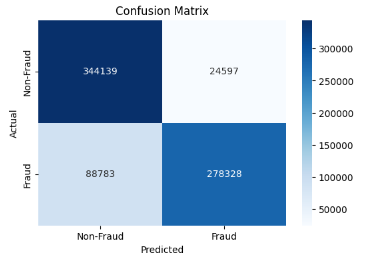 Confusion Matrix
Actual
Non-Fraud
344139
24597
Fraud
88783
278328
Non-Fraud
Fraud
Predicted
300000
250000
200000
150000
100000
50000